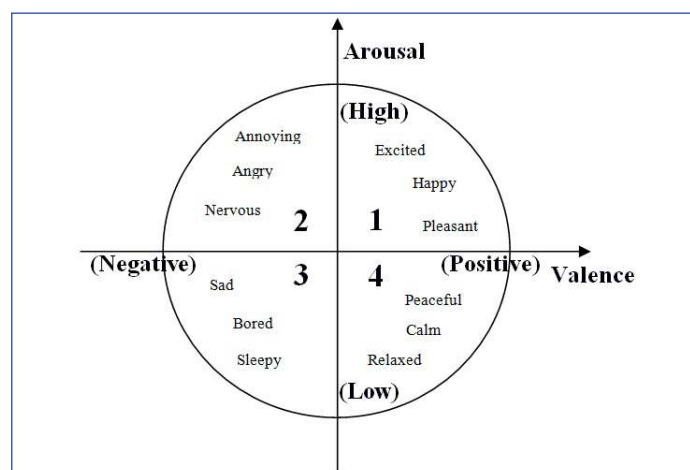 Arousal
(High)
Annoying
Excited
Angry
Happy
Nervous
2
1
Pleasant
(Negative)
(Positive)
Valence
3
4
Sad
Peaceful
Bored
Calm
Sleepy
Relaxed
(Low)